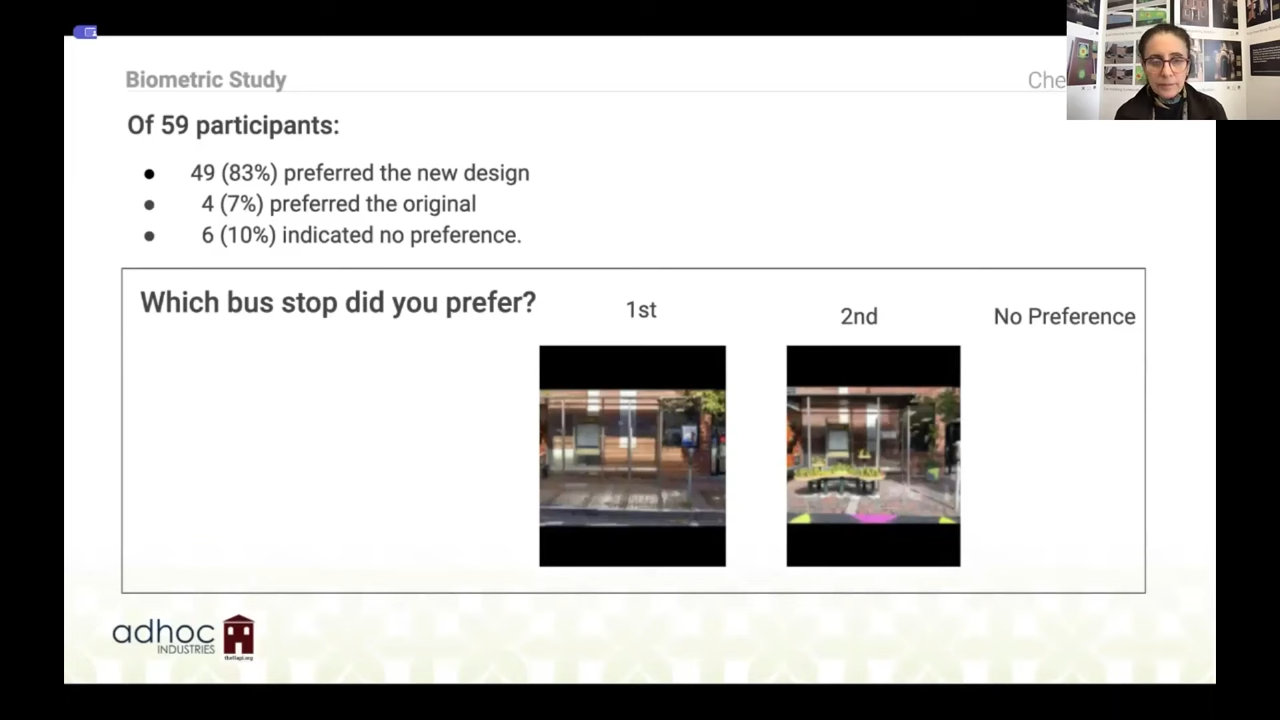 Biometric Study
Che
Of 59 participants:
● 49 (83%) preferred the new design
● 4 (7%) preferred the original
● 6 (10%) indicated no preference.
Which bus stop did you prefer?
1st
2nd
No Preference
adhoc
INDUSTRIES